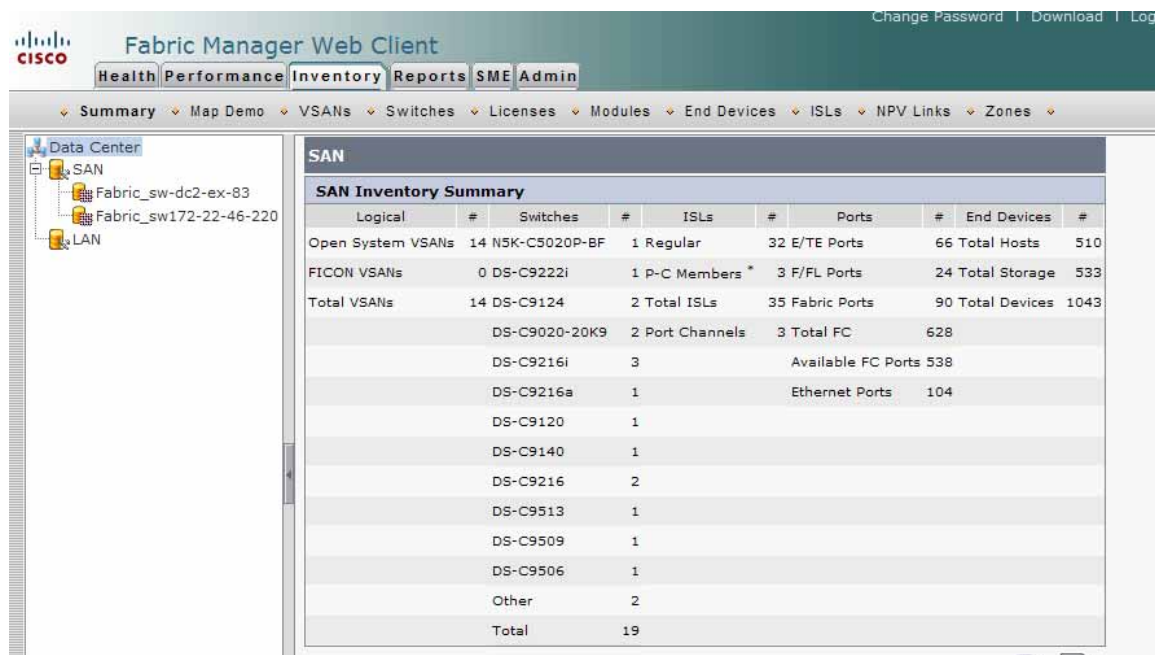 Change Password | Download | Log
CISCO
Fabric Manager Web Client
Health Performance Inventory Reports SME Admin
Summary Map Demo VSANs Switches Licenses Modules End Devices ISLs NPV Links Zones
Data Center
SAN
Fabric_sw-dc2-ex-83
Fabric_sw172-22-46-220
LAN
SAN
SAN Inventory Summary
Logical # Switches # ISLs # Ports # End Devices #
Open System VSANs 14 N5K-C5020P-BF 1 Regular 32 E/TE Ports 66 Total Hosts 510
FICON VSANs 0 DS-C9222i 1 P-C Members * 3 F/FL Ports 24 Total Storage 533
Total VSANs 14 DS-C9124 2 Total ISLs 35 Fabric Ports 90 Total Devices 1043
DS-C9020-20K9 2 Port Channels 3 Total FC 628
DS-C9216i 3 Available FC Ports 538
DS-C9216a 1 Ethernet Ports 104
DS-C9120 1
DS-C9140 1
DS-C9216 2
DS-C9513 1
DS-C9509 1
DS-C9506 1
Other 2
Total 19